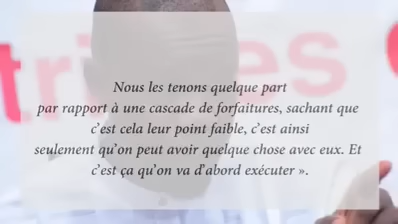 Nous les tenons quelque part
par rapport à une cascade de forfaitures, sachant que
c'est cela leur point faible, c'est ainsi
seulement qu'on peut avoir quelque chose avec eux. Et
c'est ça qu'on va d'abord exécuter ».